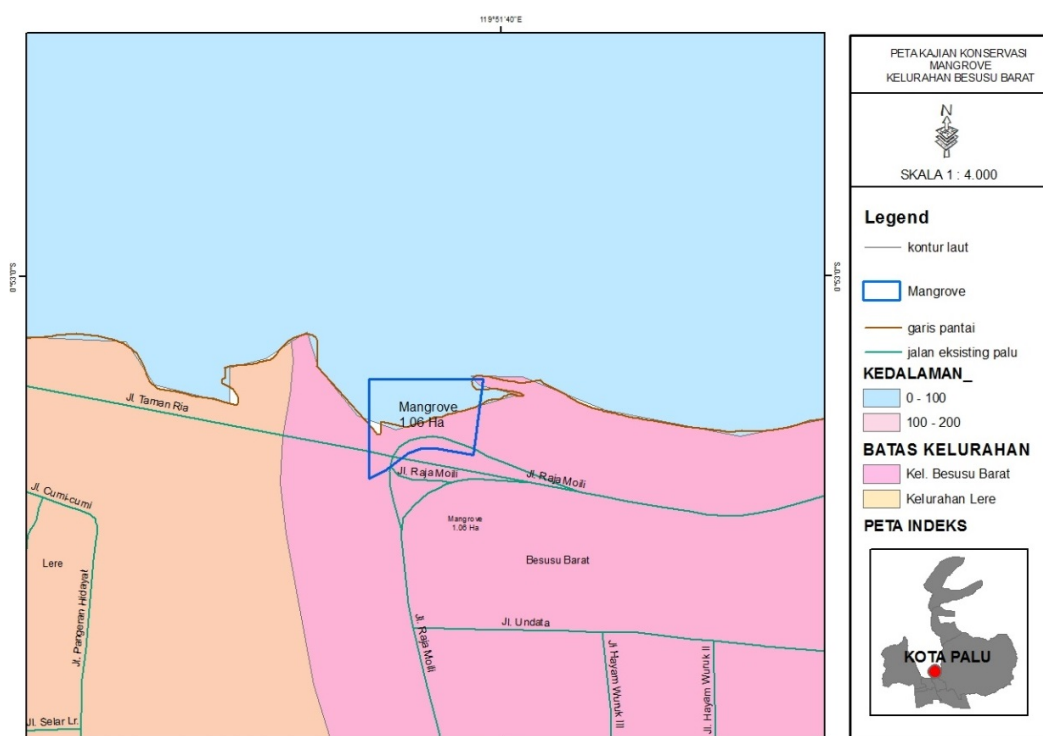 119°51'40"E
0°53'0"S
0°53'0"S
Jl. Taman Ria
Mangrove
1.06 Ha
Jl. Raja Moili
Jl. Raja Moili
Jl. Cumi-cumi
Lere
Jl. Pangeran Hidayat
Jl. Selar Lr.
Mangrove
1.06 Ha
Besusu Barat
Jl. Undata
Jl. Raja Moili
Jl Hayam Wuruk III
Jl. Hayam Wuruk II
PETA KAJIAN KONSERVASI
MANGROVE
KELURAHAN BESUSU BARAT
N
SKALA 1 : 4.000
Legend
kontur laut
Mangrove
garis pantai
jalan eksisting palu
KEDALAMAN_
0 - 100
100 - 200
BATAS KELURAHAN
Kel. Besusu Barat
Kelurahan Lere
PETA INDEKS
KOTA PALU